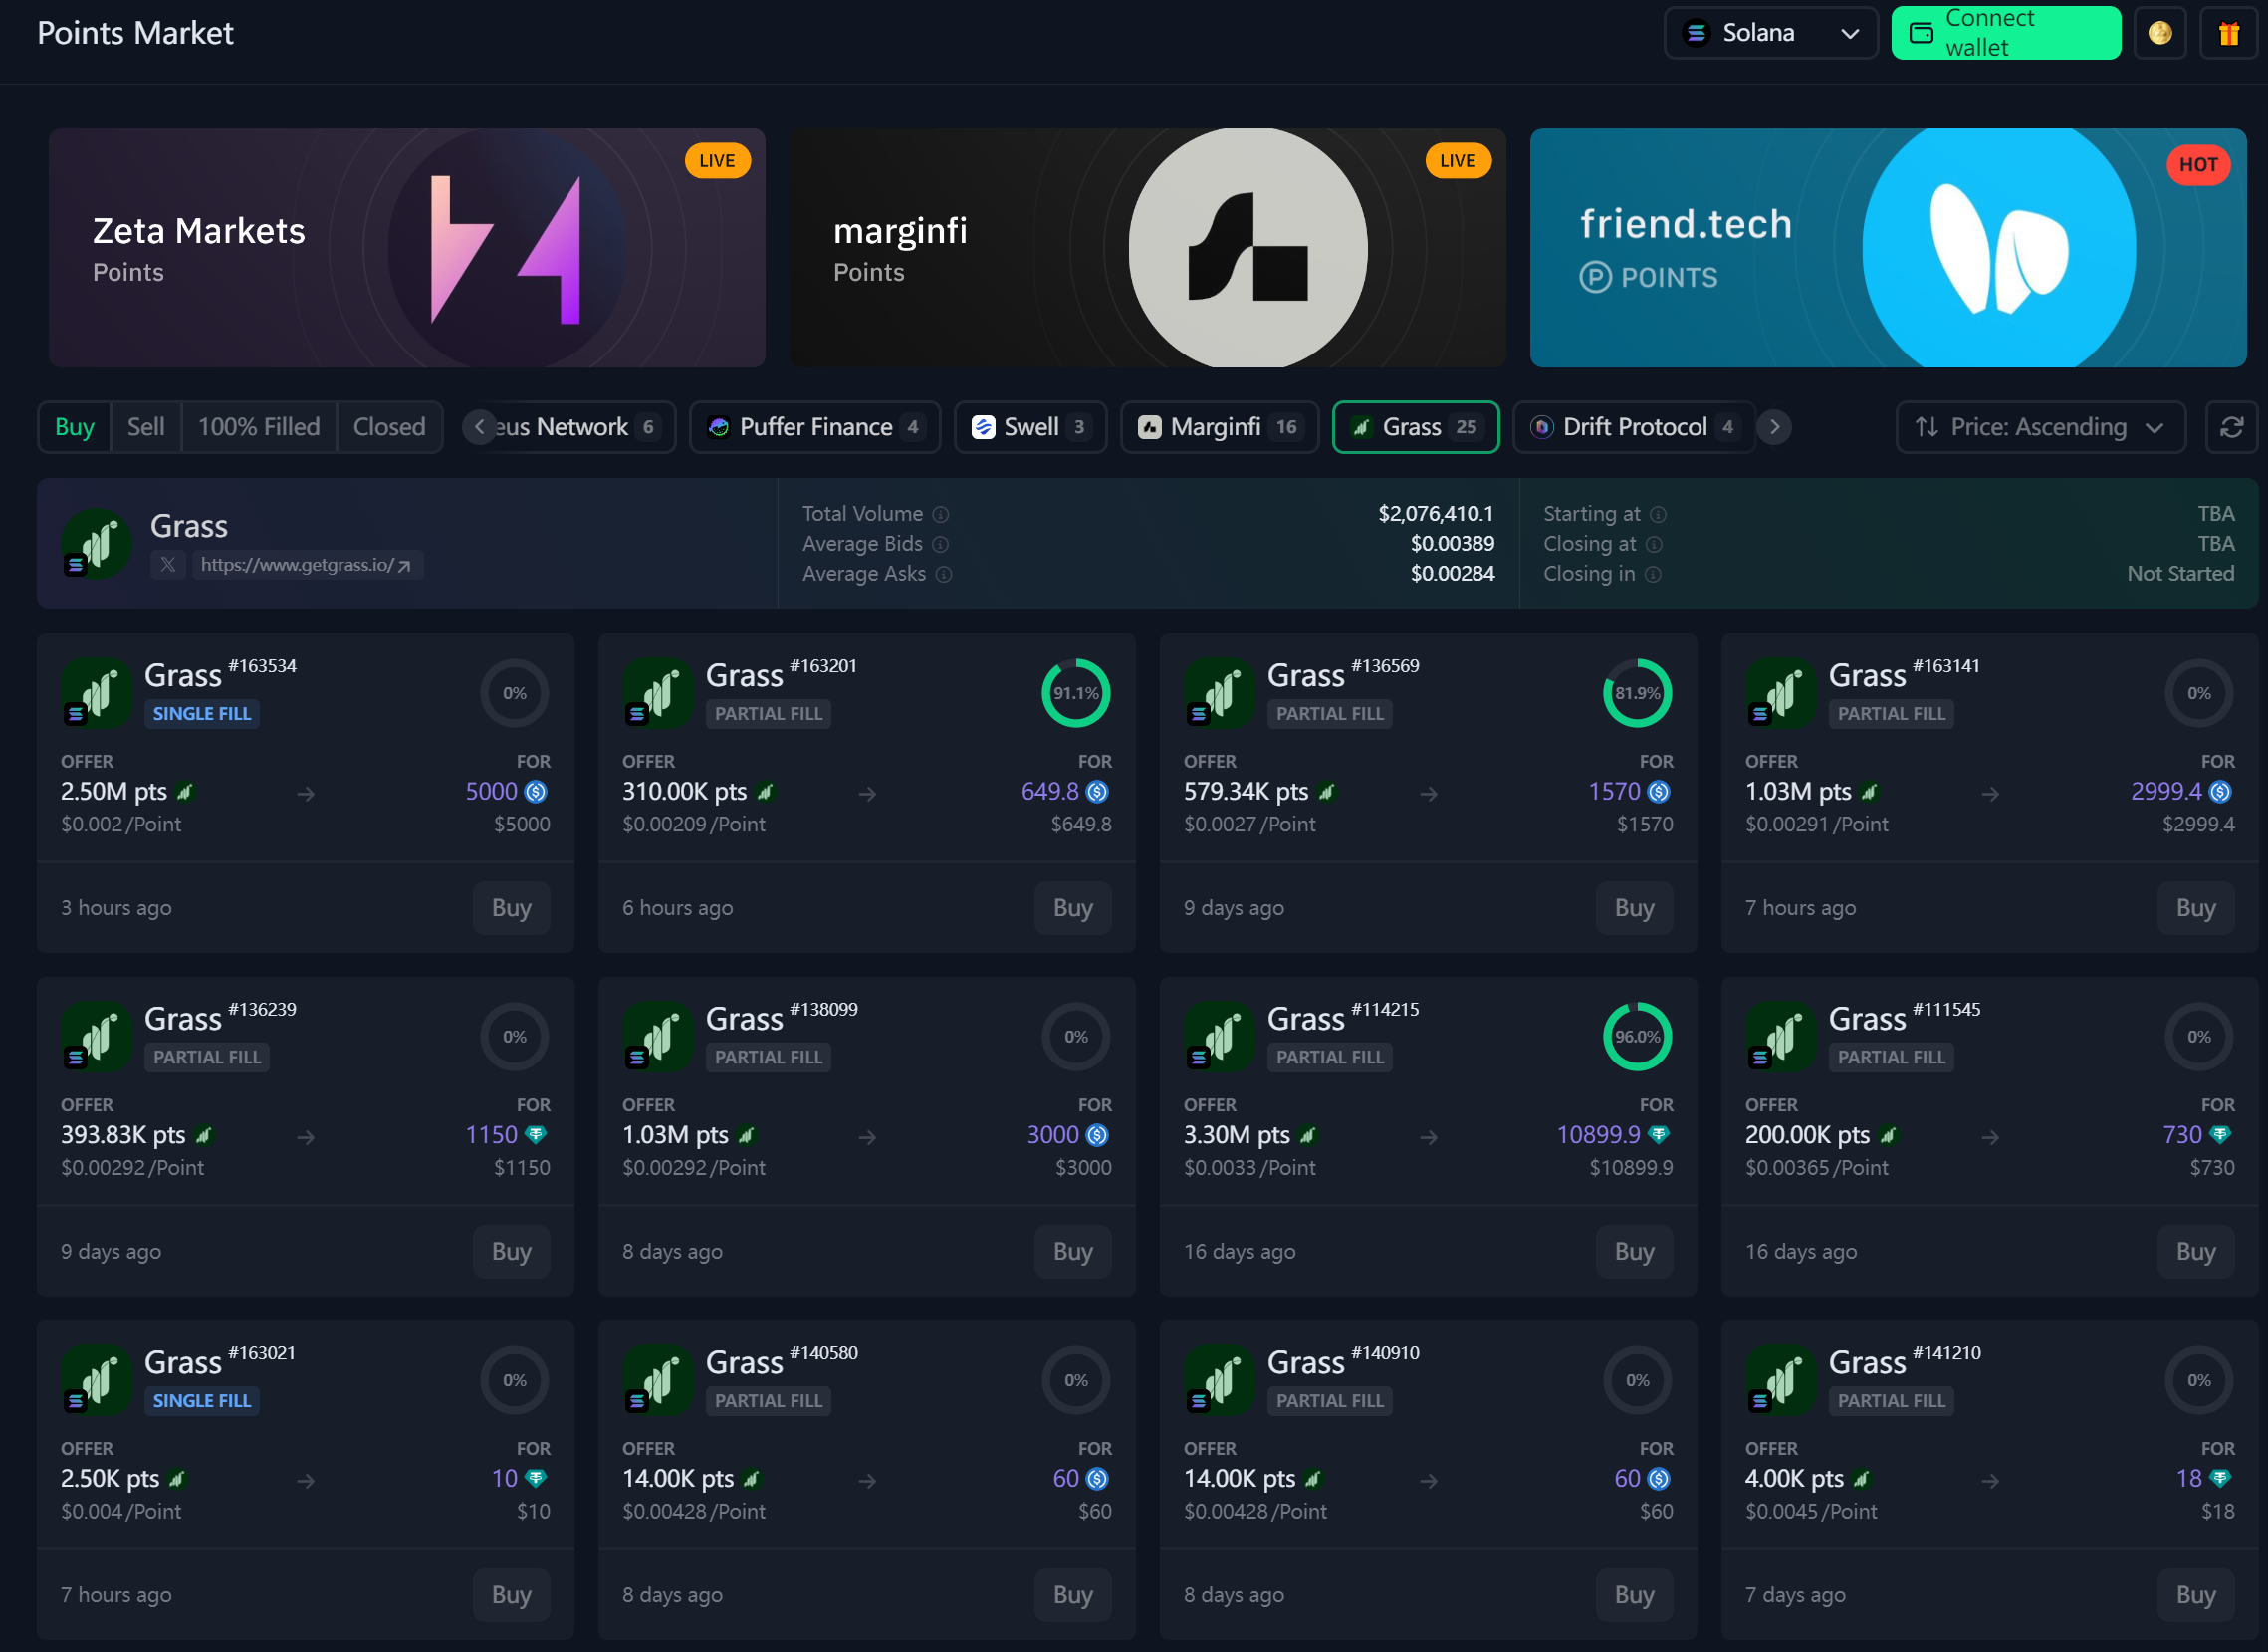 Points Market
Solana
Connect
wallet
Zeta Markets
Points
LIVE
marginfi
Points
LIVE
friend.tech
POINTS
HOT
Buy Sell 100% Filled Closed
eus Network 6 Puffer Finance 4 Swell 3 Marginfi 16 Grass 25 Drift Protocol 4
Price: Ascending
Grass
https://www.getgrass.io/
Total Volume $2,076,410.1
Average Bids $0.00389
Average Asks $0.00284
Starting at TBA
Closing at TBA
Closing in Not Started
Grass #163534
SINGLE FILL
0%
OFFER FOR
2.50M pts 5000
$0.002/Point $5000
3 hours ago Buy
Grass #163201
PARTIAL FILL
91.1%
OFFER FOR
310.00K pts 649.8
$0.00209/Point $649.8
6 hours ago Buy
Grass #136569
PARTIAL FILL
81.9%
OFFER FOR
579.34K pts 1570
$0.0027/Point $1570
9 days ago Buy
Grass #163141
PARTIAL FILL
0%
OFFER FOR
1.03M pts 2999.4
$0.00291/Point $2999.4
7 hours ago Buy
Grass #136239
PARTIAL FILL
0%
OFFER FOR
393.83K pts 1150
$0.00292/Point $1150
9 days ago Buy
Grass #138099
PARTIAL FILL
0%
OFFER FOR
1.03M pts 3000
$0.00292/Point $3000
8 days ago Buy
Grass #114215
PARTIAL FILL
96.0%
OFFER FOR
3.30M pts 10899.9
$0.0033/Point $10899.9
16 days ago Buy
Grass #111545
PARTIAL FILL
0%
OFFER FOR
200.00K pts 730
$0.00365/Point $730
16 days ago Buy
Grass #163021
SINGLE FILL
0%
OFFER FOR
2.50K pts 10
$0.004/Point $10
7 hours ago Buy
Grass #140580
PARTIAL FILL
0%
OFFER FOR
14.00K pts 60
$0.00428/Point $60
8 days ago Buy
Grass #140910
PARTIAL FILL
0%
OFFER FOR
14.00K pts 60
$0.00428/Point $60
8 days ago Buy
Grass #141210
PARTIAL FILL
0%
OFFER FOR
4.00K pts 18
$0.0045/Point $18
7 days ago Buy